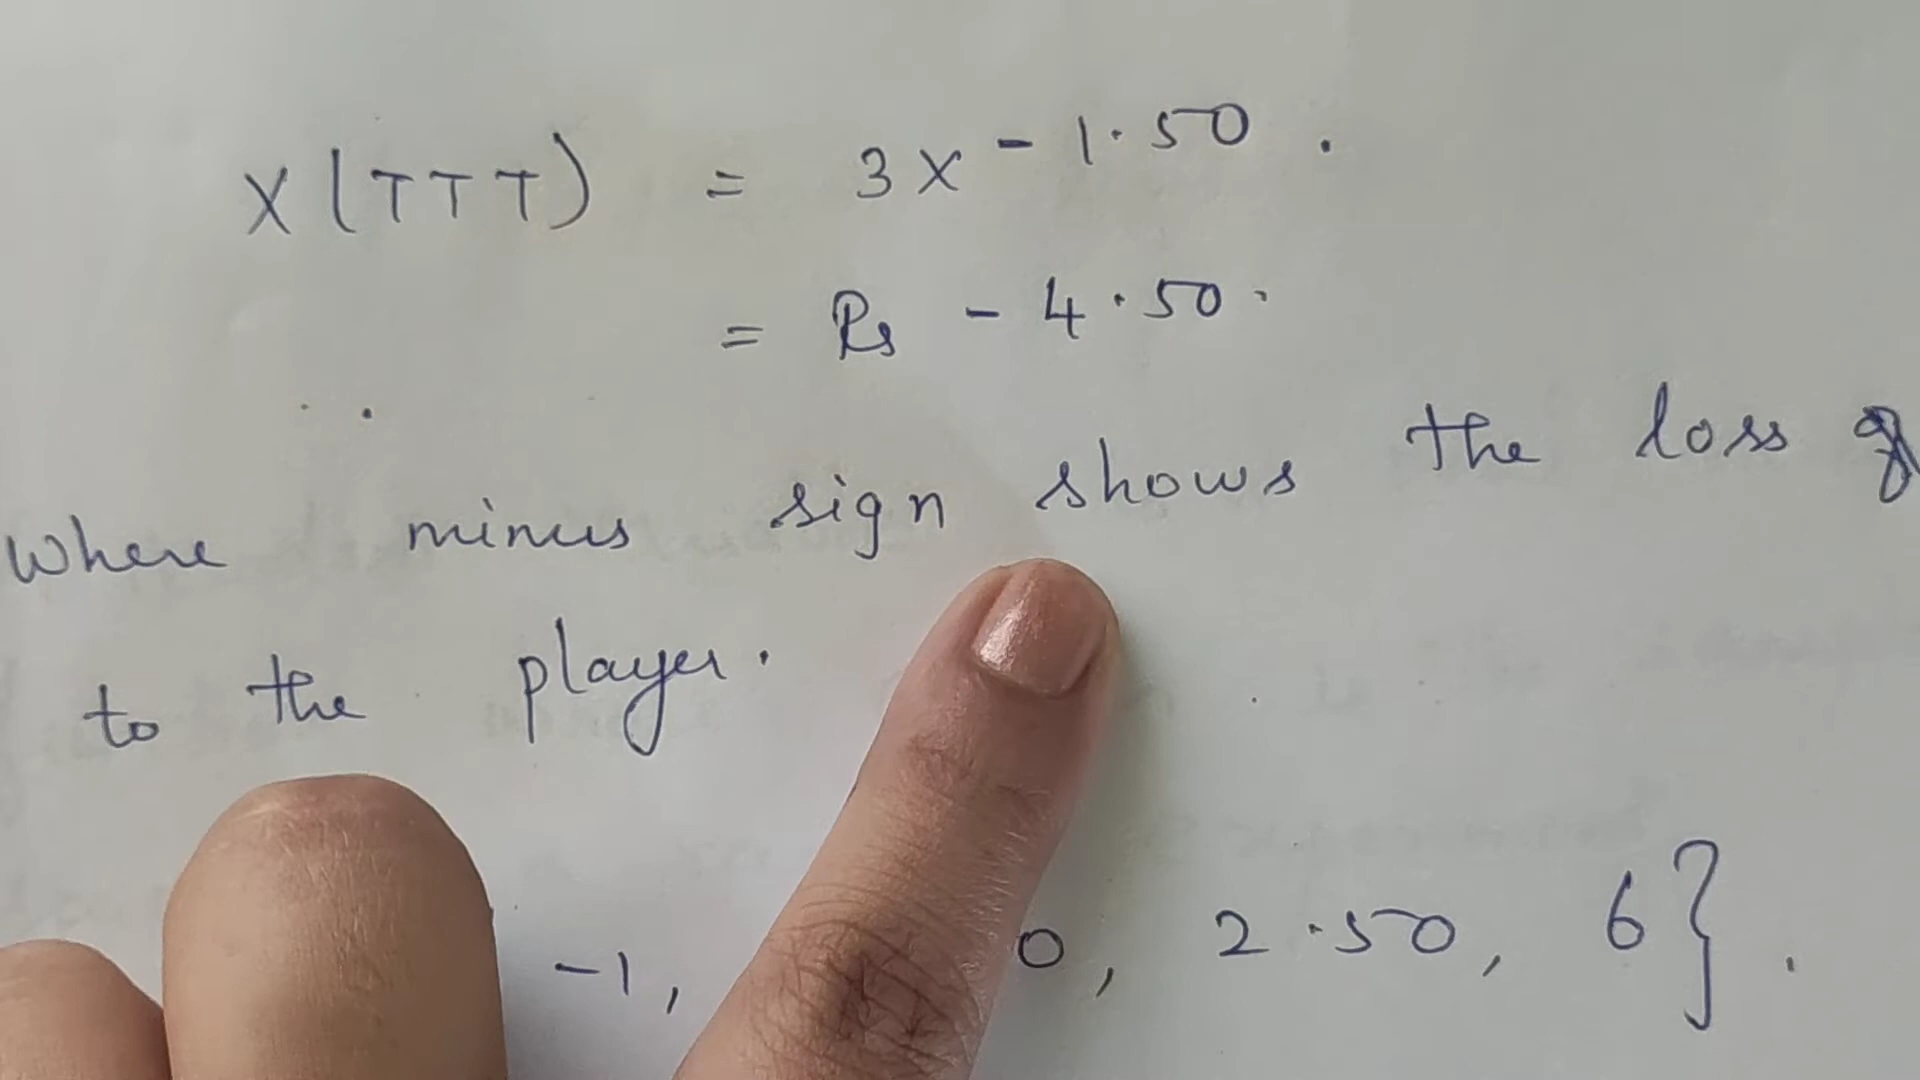 X(TTT) = 3x - 1.50.
= Rs - 4.50.
Where minus sign shows the loss
to the player.
-1, 0, 2.50, 6}.